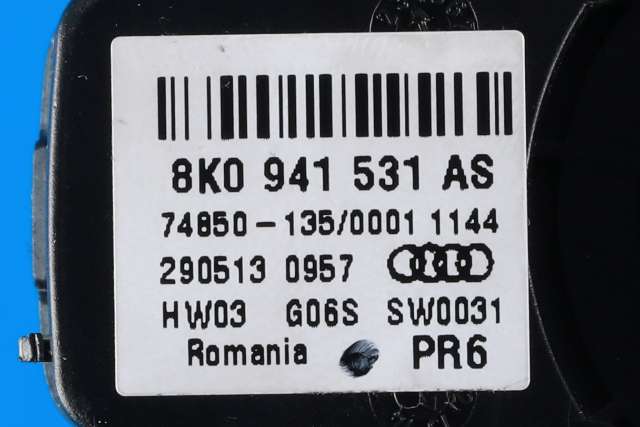 8K0 941 531 AS
74850-135/0001 1144
290513 0957
HW03 G06S SW0031
Romania PR6